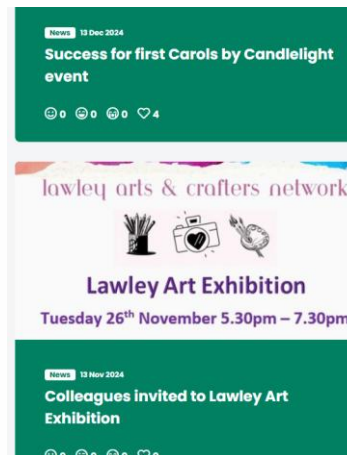 News 13 Dec 2024
Success for first Carols by Candlelight
event
0 0 0 4
lawley arts & crafters network
Lawley Art Exhibition
Tuesday 26th November 5.30pm – 7.30pm
News 13 Nov 2024
Colleagues invited to Lawley Art
Exhibition